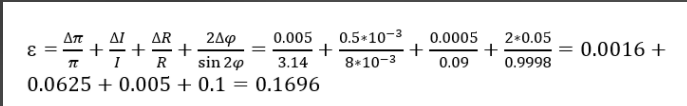 ε = Δπ/π + ΔI/I + ΔR/R + 2Δφ/sin 2φ = 0.005/3.14 + 0.5*10⁻³/8*10⁻³ + 0.0005/0.09 + 2*0.05/0.9998 = 0.0016 +
0.0625 + 0.005 + 0.1 = 0.1696